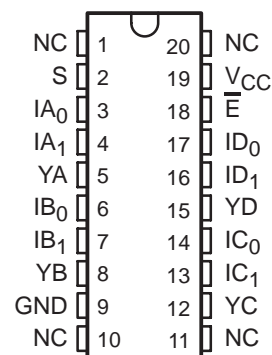 NC 1 20 NC
S 2 19 V_CC
IA₀ 3 18 E̅
IA₁ 4 17 ID₀
YA 5 16 ID₁
IB₀ 6 15 YD
IB₁ 7 14 IC₀
YB 8 13 IC₁
GND 9 12 YC
NC 10 11 NC